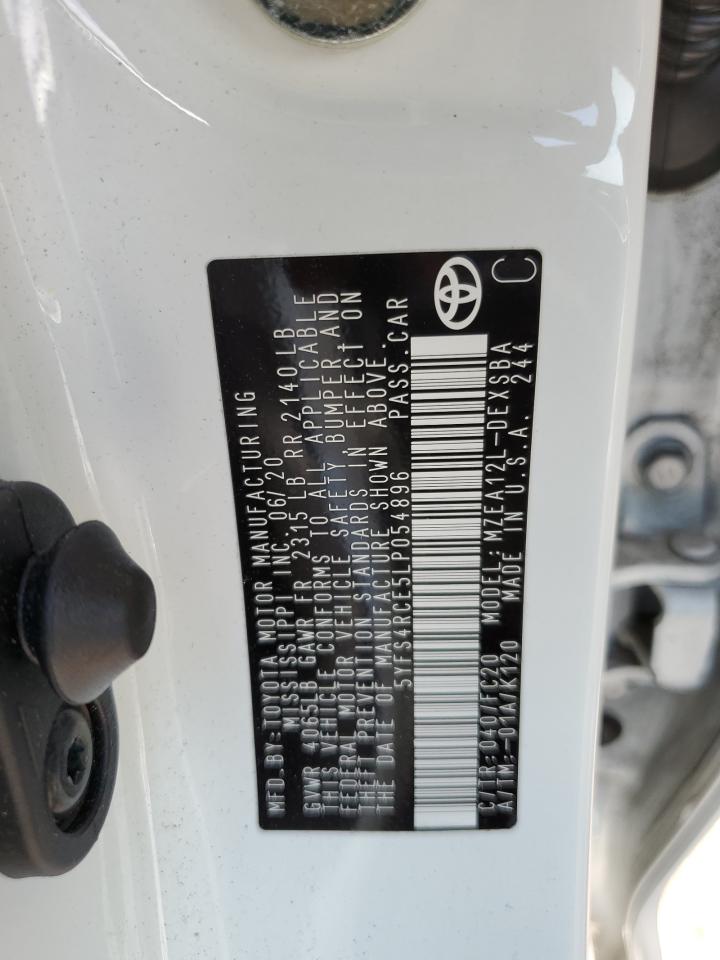 MFD.BY:TOYOTA MOTOR MANUFACTURING
MISSISSIPPI INC. 06/20
GVWR 4065LB GAWR FR 2315 LB RR 2140 LB
THIS VEHICLE CONFORMS TO ALL APPLICABLE
FEDERAL MOTOR VEHICLE SAFETY, BUMPER, AND
THEFT PREVENTION STANDARDS IN EFFECT ON
THE DATE OF MANUFACTURE SHOWN ABOVE.
5YFS4RCE5LP054896 PASS.CAR
C/TR:040/FC20 MODEL:MZEA12L-DEXSBA
A/TM:-01A/K120 MADE IN U.S.A. 244
C